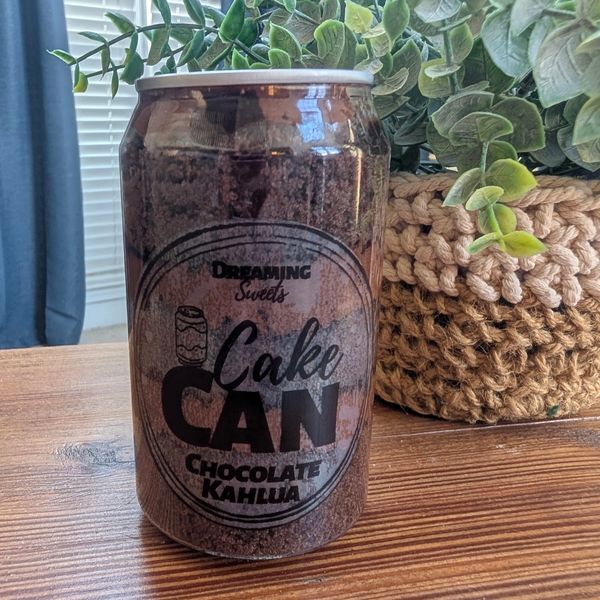 DREAMING
Sweets
Cake
CAN
CHOCOLATE
KAHLUA